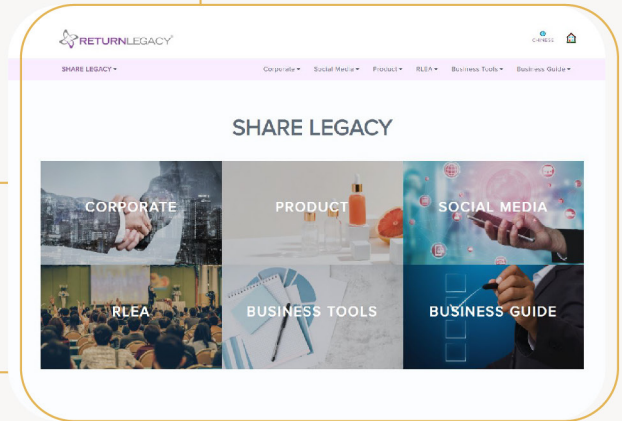 RETURNLEGACY
CHINESE
SHARE LEGACY
Corporate Social Media Product RLEA Business Tools Business Guide
SHARE LEGACY
CORPORATE PRODUCT SOCIAL MEDIA
RLEA BUSINESS TOOLS BUSINESS GUIDE